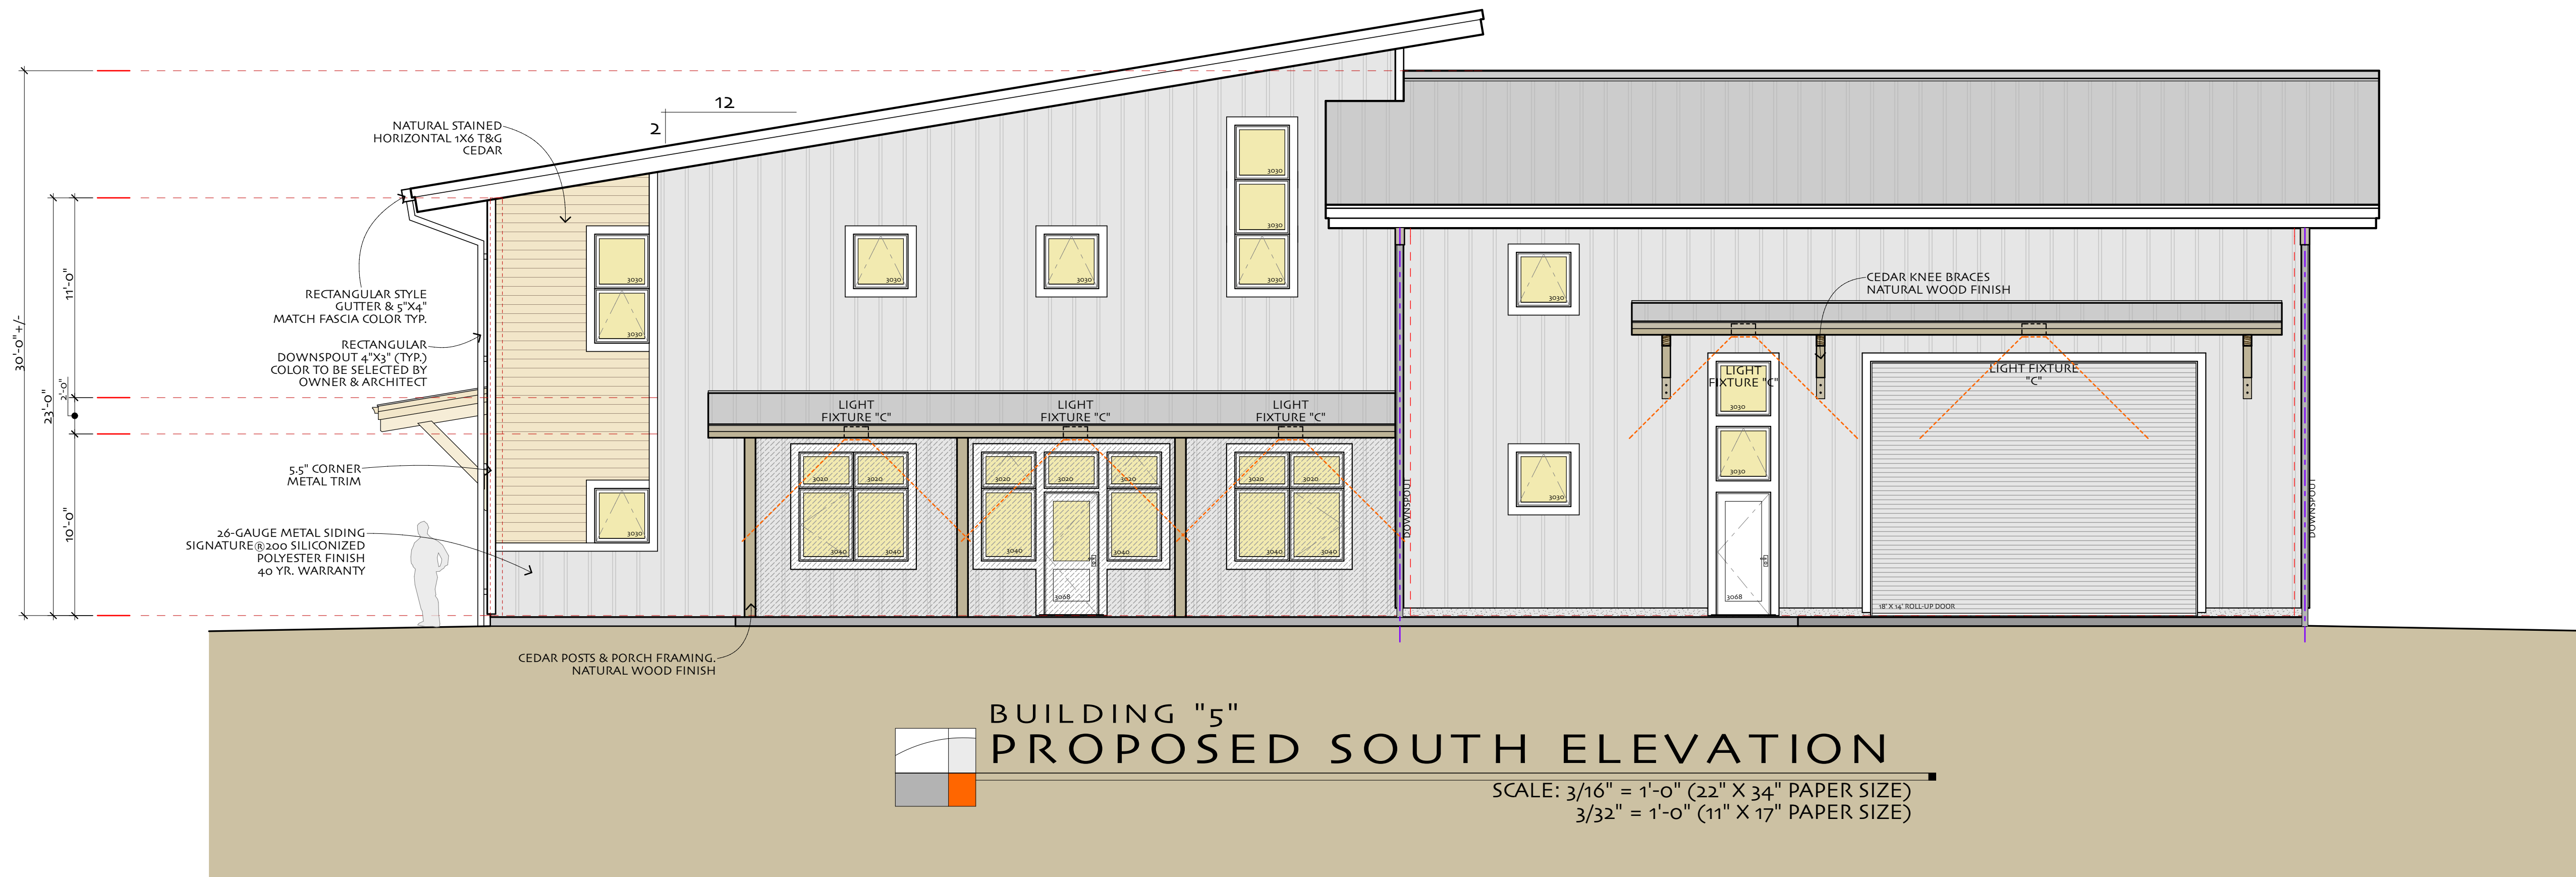 12
2
NATURAL STAINED
HORIZONTAL 1X6 T&G
CEDAR
30'-0"+/-
23'-0"
11'-0"
2'-0"
10'-0"
RECTANGULAR STYLE
GUTTER & 5"X4"
MATCH FASCIA COLOR TYP.
RECTANGULAR
DOWNSPOUT 4"X3" (TYP.)
COLOR TO BE SELECTED BY
OWNER & ARCHITECT
5.5" CORNER
METAL TRIM
26-GAUGE METAL SIDING
SIGNATURE®200 SILICONIZED
POLYESTER FINISH
40 YR. WARRANTY
CEDAR POSTS & PORCH FRAMING.
NATURAL WOOD FINISH
3030
3030
3030
3030
3030
3030
3030
3030
LIGHT
FIXTURE "C"
LIGHT
FIXTURE "C"
LIGHT
FIXTURE "C"
3020
3020
3040
3040
3020
3020
3020
3040
3040
3068
3020
3020
3040
3040
DOWNSPOUT
3030
3030
CEDAR KNEE BRACES
NATURAL WOOD FINISH
LIGHT
FIXTURE "C"
3030
3030
3068
LIGHT FIXTURE
"C"
18' X 14' ROLL-UP DOOR
DOWNSPOUT
BUILDING "5"
PROPOSED SOUTH ELEVATION
SCALE: 3/16" = 1'-0" (22" X 34" PAPER SIZE)
3/32" = 1'-0" (11" X 17" PAPER SIZE)